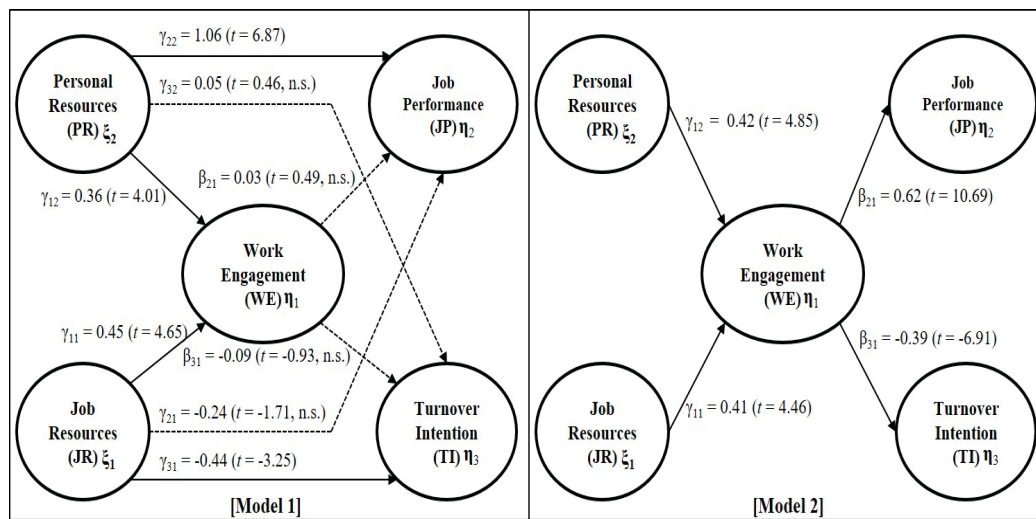 γ22 = 1.06 (t = 6.87)
Personal
Resources
(PR) ξ2
γ32 = 0.05 (t = 0.46, n.s.)
Job
Performance
(JP) η2
γ12 = 0.36 (t = 4.01)
β21 = 0.03 (t = 0.49, n.s.)
Work
Engagement
(WE) η1
γ11 = 0.45 (t = 4.65)
β31 = -0.09 (t = -0.93, n.s.)
Job
Resources
(JR) ξ1
γ21 = -0.24 (t = -1.71, n.s.)
γ31 = -0.44 (t = -3.25)
Turnover
Intention
(TI) η3
[Model 1]
Personal
Resources
(PR) ξ2
Job
Performance
(JP) η2
γ12 = 0.42 (t = 4.85)
β21 = 0.62 (t = 10.69)
Work
Engagement
(WE) η1
γ11 = 0.41 (t = 4.46)
β31 = -0.39 (t = -6.91)
Job
Resources
(JR) ξ1
Turnover
Intention
(TI) η3
[Model 2]